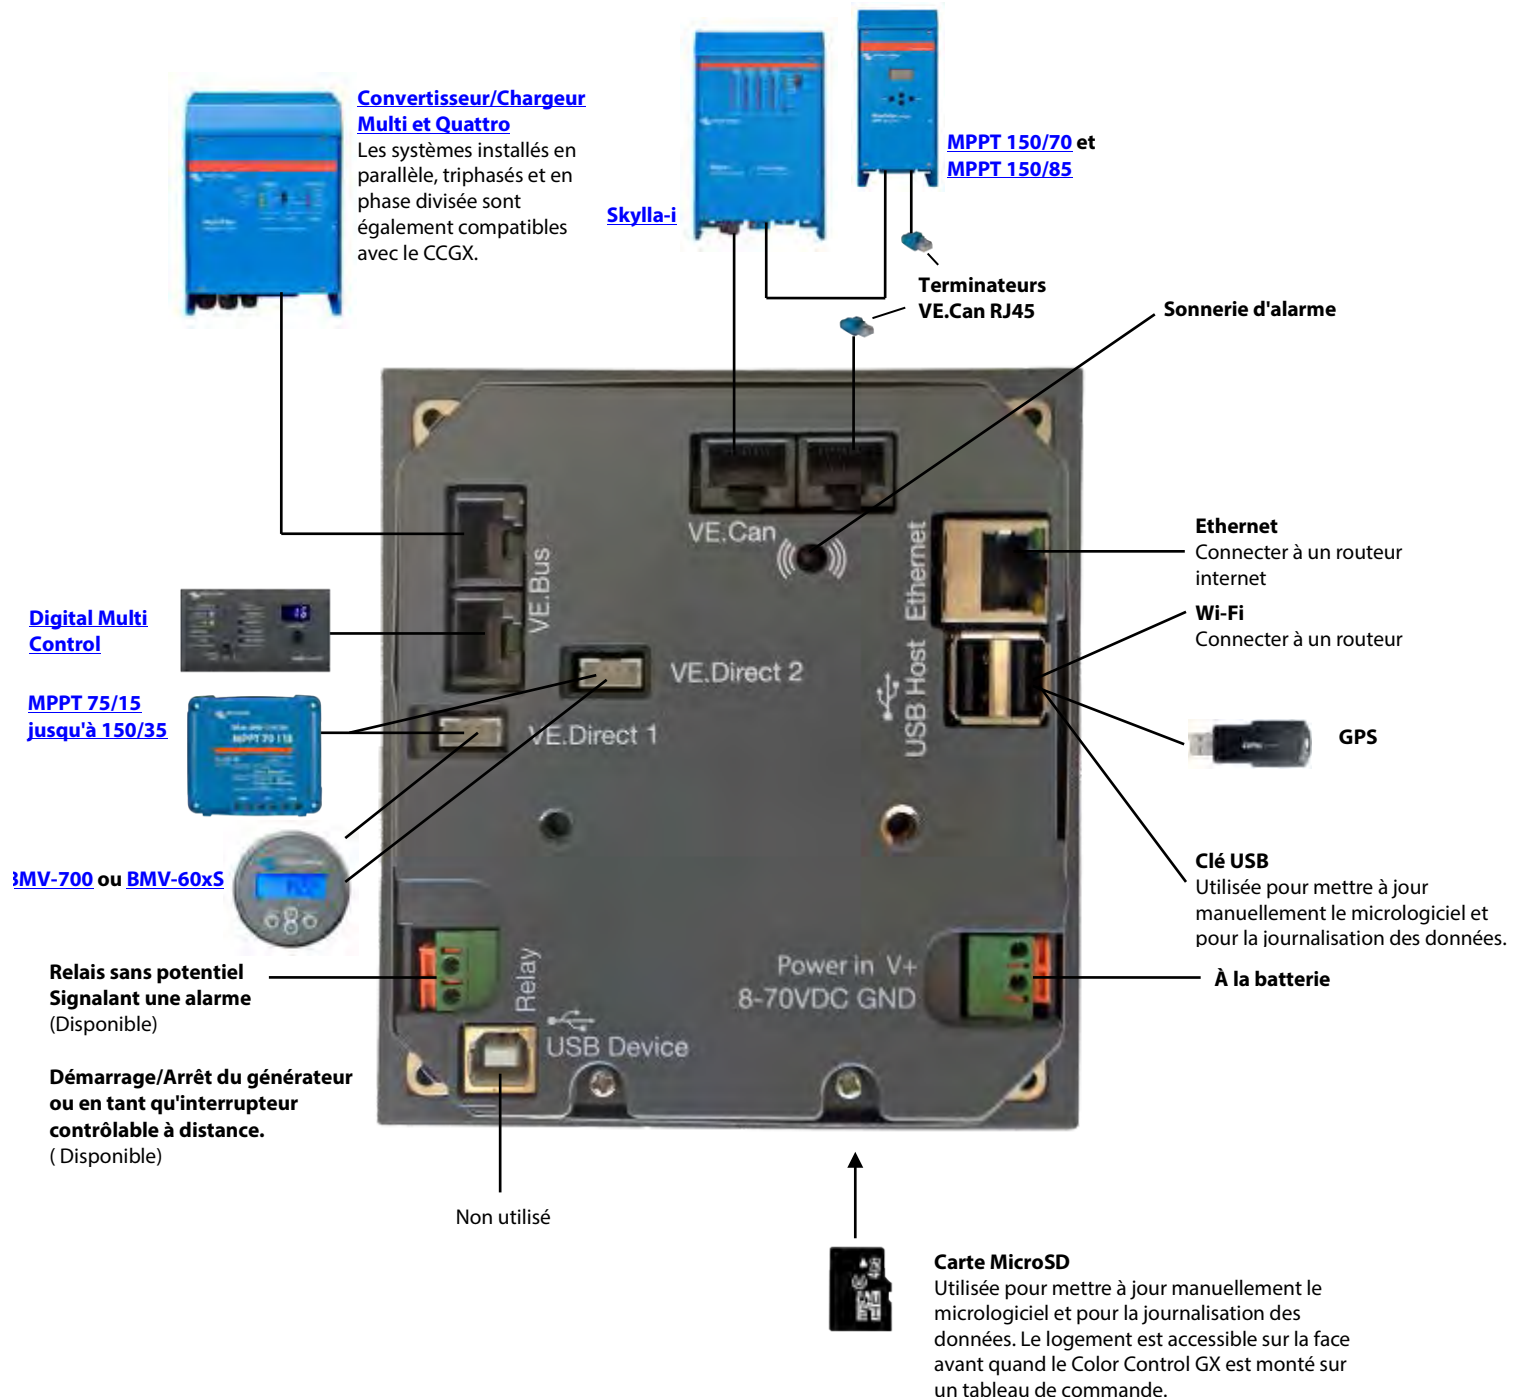 Convertisseur/Chargeur
Multi et Quattro
Les systèmes installés en
parallèle, triphasés et en
phase divisée sont
également compatibles
avec le CCGX.
Skylla-i
MPPT 150/70 et
MPPT 150/85
Terminateurs
VE.Can RJ45
Sonnerie d'alarme
VE.Can
Ethernet
Ethernet
Connecter à un routeur
internet
VE.Bus
Wi-Fi
Connecter à un routeur
USB Host
Digital Multi
Control
16
VE.Direct 2
MPPT 75/15
jusqu'à 150/35
MPPT 70 | 15
VE.Direct 1
GPS
BMV-700 ou BMV-60xS
Clé USB
Utilisée pour mettre à jour
manuellement le micrologiciel et
pour la journalisation des données.
Relais sans potentiel
Signalant une alarme
(Disponible)
Relay
Power in V+
8-70VDC GND
À la batterie
USB Device
Démarrage/Arrêt du générateur
ou en tant qu'interrupteur
contrôlable à distance.
( Disponible)
Non utilisé
4GB
Carte MicroSD
Utilisée pour mettre à jour manuellement le
micrologiciel et pour la journalisation des
données. Le logement est accessible sur la face
avant quand le Color Control GX est monté sur
un tableau de commande.